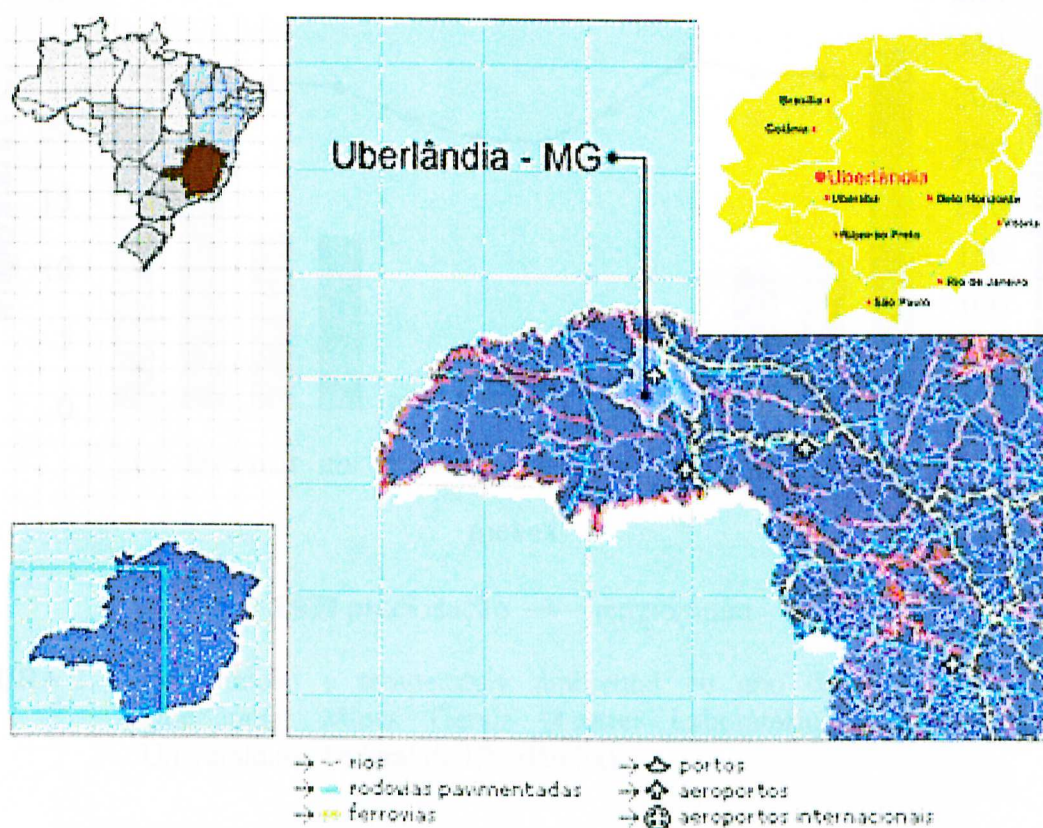 Uberlândia - MG
Brasília
Goiânia
Uberlândia
Uberaba
Belo Horizonte
Vitória
Ribeirão Preto
Rio de Janeiro
São Paulo
rios
portos
rodovias pavimentadas
aeroportos
ferrovias
aeroportos internacionais